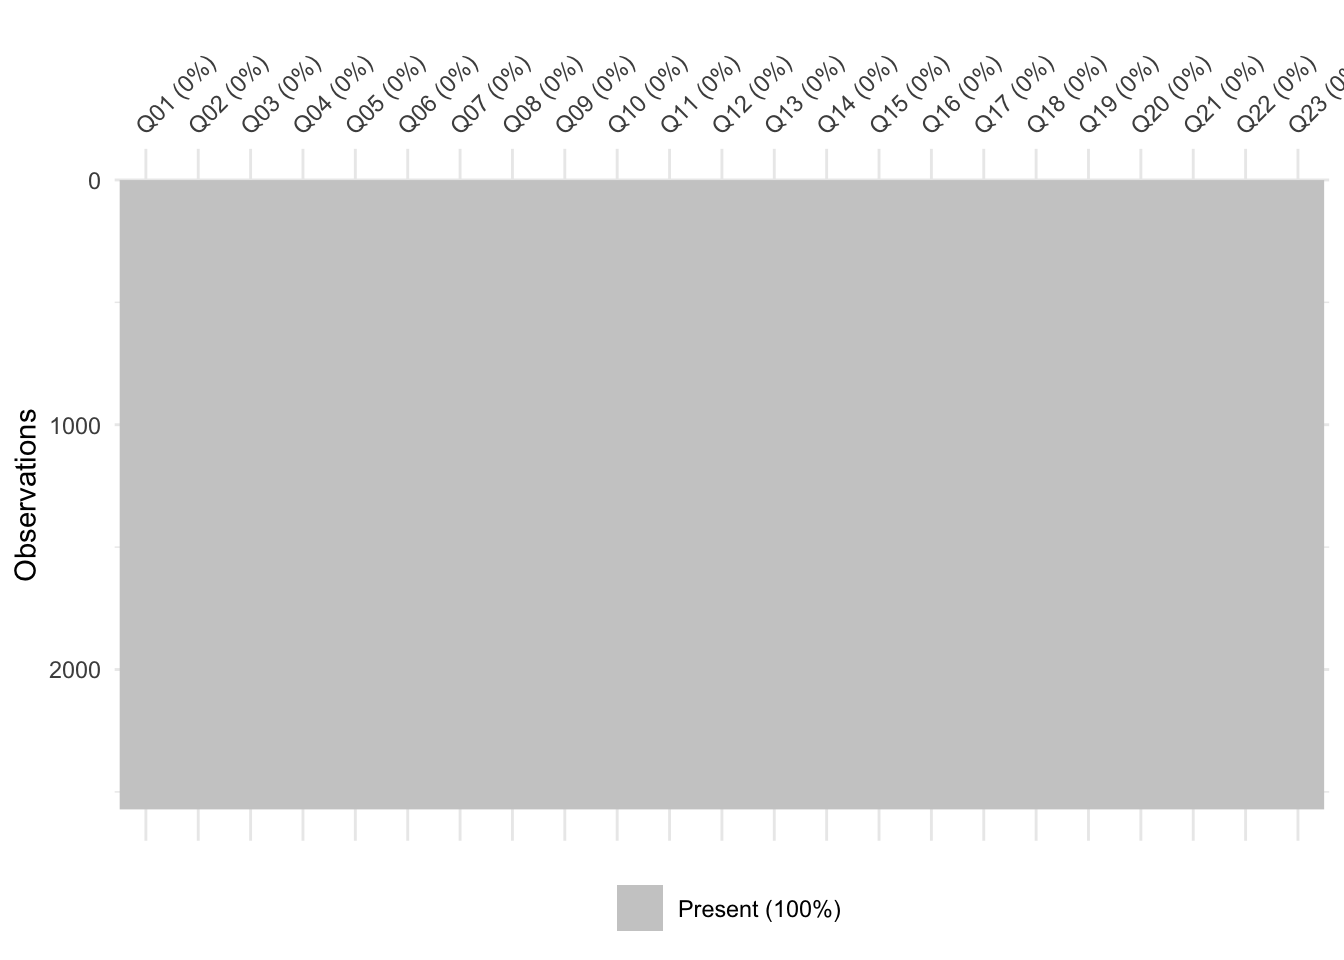 Q01 (0%)
Q02 (0%)
Q03 (0%)
Q04 (0%)
Q05 (0%)
Q06 (0%)
Q07 (0%)
Q08 (0%)
Q09 (0%)
Q10 (0%)
Q11 (0%)
Q12 (0%)
Q13 (0%)
Q14 (0%)
Q15 (0%)
Q16 (0%)
Q17 (0%)
Q18 (0%)
Q19 (0%)
Q20 (0%)
Q21 (0%)
Q22 (0%)
Q23 (0
0
1000
2000
Observations
Present (100%)